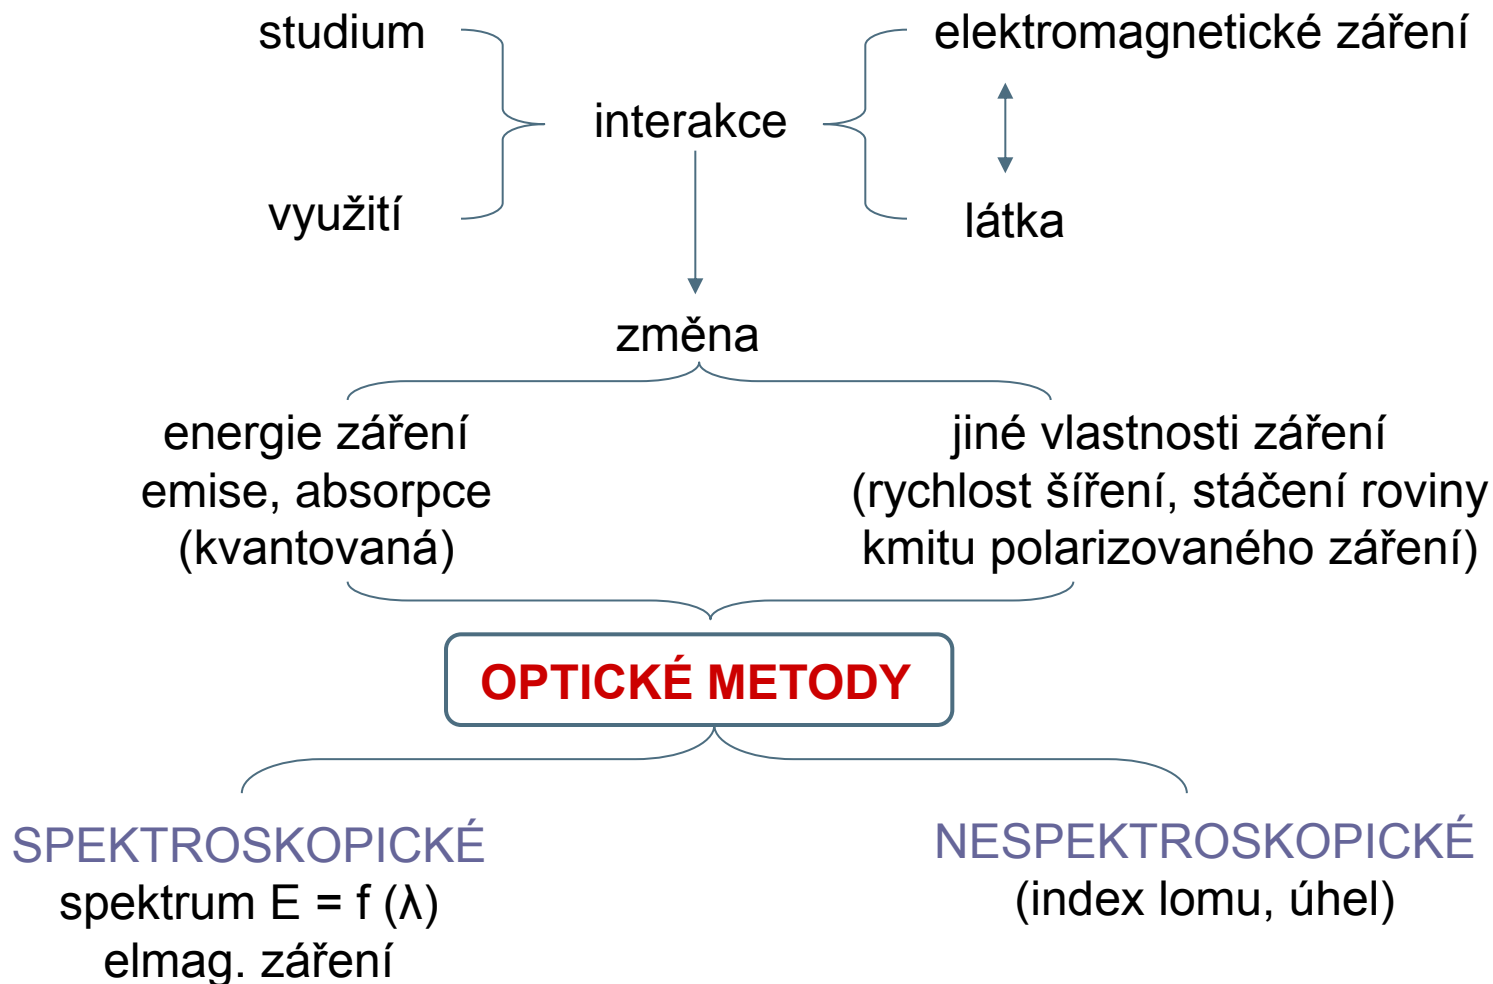 studium
elektromagnetické záření
interakce
využití
látka
změna
energie záření
emise, absorpce
(kvantovaná)
jiné vlastnosti záření
(rychlost šíření, stáčení roviny
kmitu polarizovaného záření)
OPTICKÉ METODY
SPEKTROSKOPICKÉ
spektrum E = f (λ)
elmag. záření
NESPEKTROSKOPICKÉ
(index lomu, úhel)